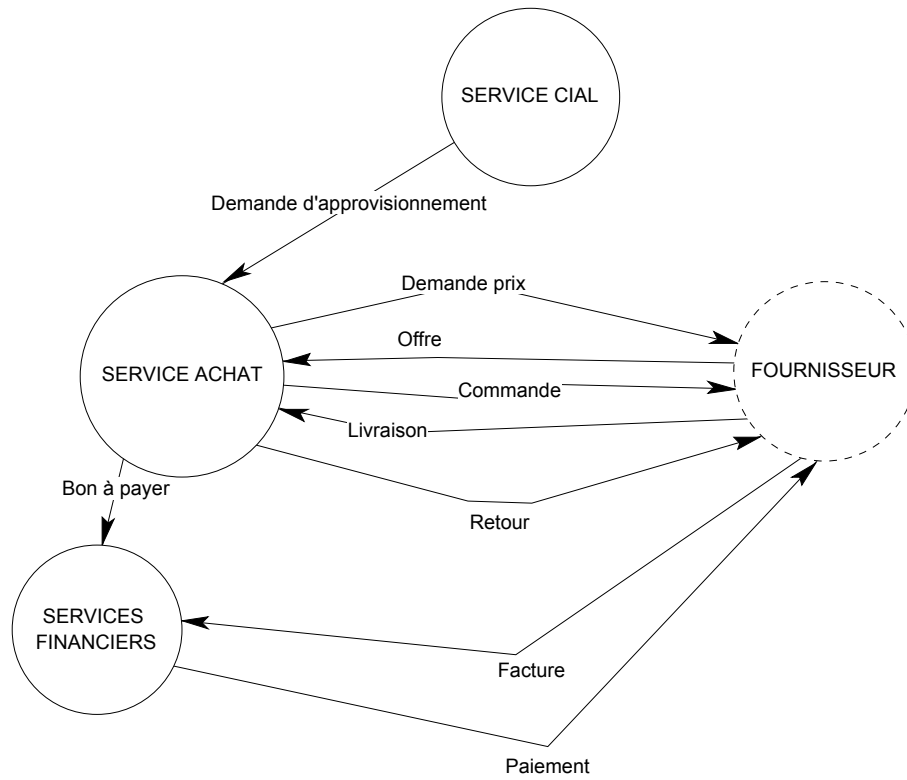 SERVICE CIAL
Demande d'approvisionnement
Demande prix
Offre
SERVICE ACHAT
FOURNISSEUR
Commande
Livraison
Bon à payer
Retour
SERVICES
FINANCIERS
Facture
Paiement